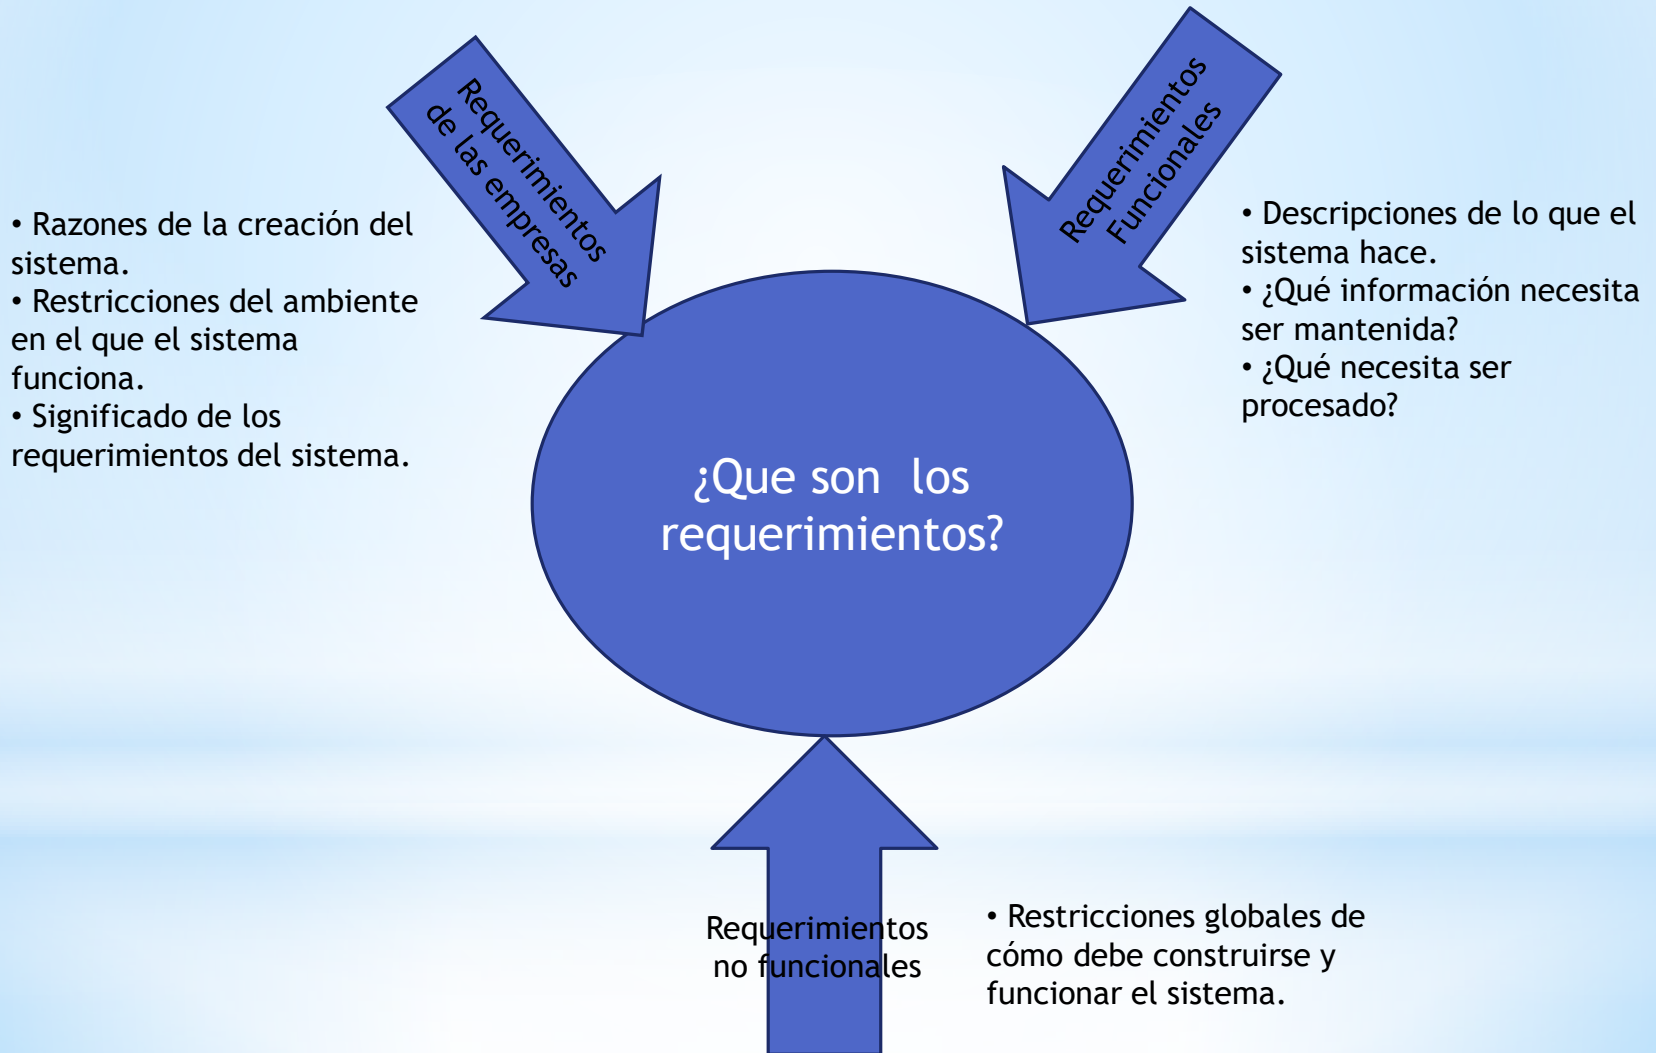 Requerimientos
de las empresas
• Razones de la creación del
sistema.
• Restricciones del ambiente
en el que el sistema
funciona.
• Significado de los
requerimientos del sistema.
Requerimientos
Funcionales
• Descripciones de lo que el
sistema hace.
• ¿Qué información necesita
ser mantenida?
• ¿Qué necesita ser
procesado?
¿Que son  los
requerimientos?
Requerimientos
no funcionales
• Restricciones globales de
cómo debe construirse y
funcionar el sistema.